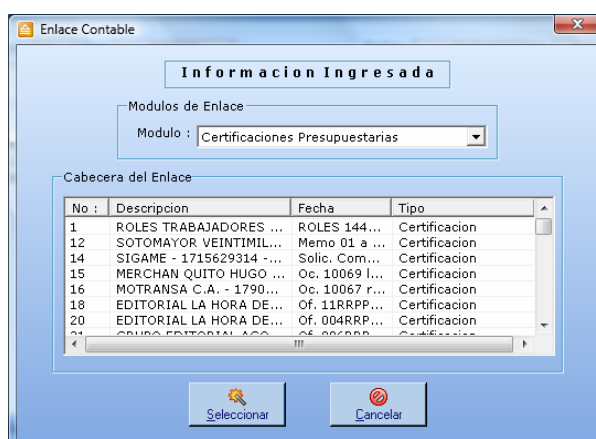 Enlace Contable
Informacion Ingresada
Modulos de Enlace
Modulo : Certificaciones Presupuestarias
Cabecera del Enlace
No : Descripcion Fecha Tipo
1 ROLES TRABAJADORES ... ROLES 144... Certificacion
12 SOTOMAYOR VEINTIMIL... Memo 01 a ... Certificacion
14 SIGAME - 1715629314 -... Solic. Com... Certificacion
15 MERCHAN QUITO HUGO ... Oc. 10069 l... Certificacion
16 MOTRANSA C.A. - 1790... Oc. 10067 r... Certificacion
18 EDITORIAL LA HORA DE... Of. 11RRPP... Certificacion
20 EDITORIAL LA HORA DE... Of. 004RRP... Certificacion
Seleccionar Cancelar